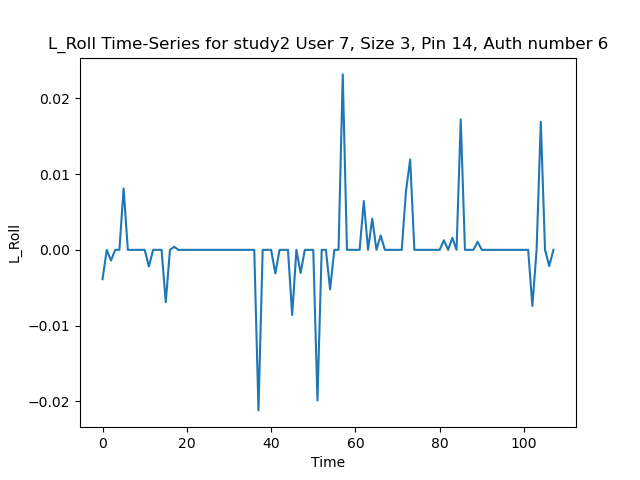 L_Roll Time-Series for study2 User 7, Size 3, Pin 14, Auth number 6
0.02
0.01
0.00
−0.01
−0.02
L_Roll
0 20 40 60 80 100
Time